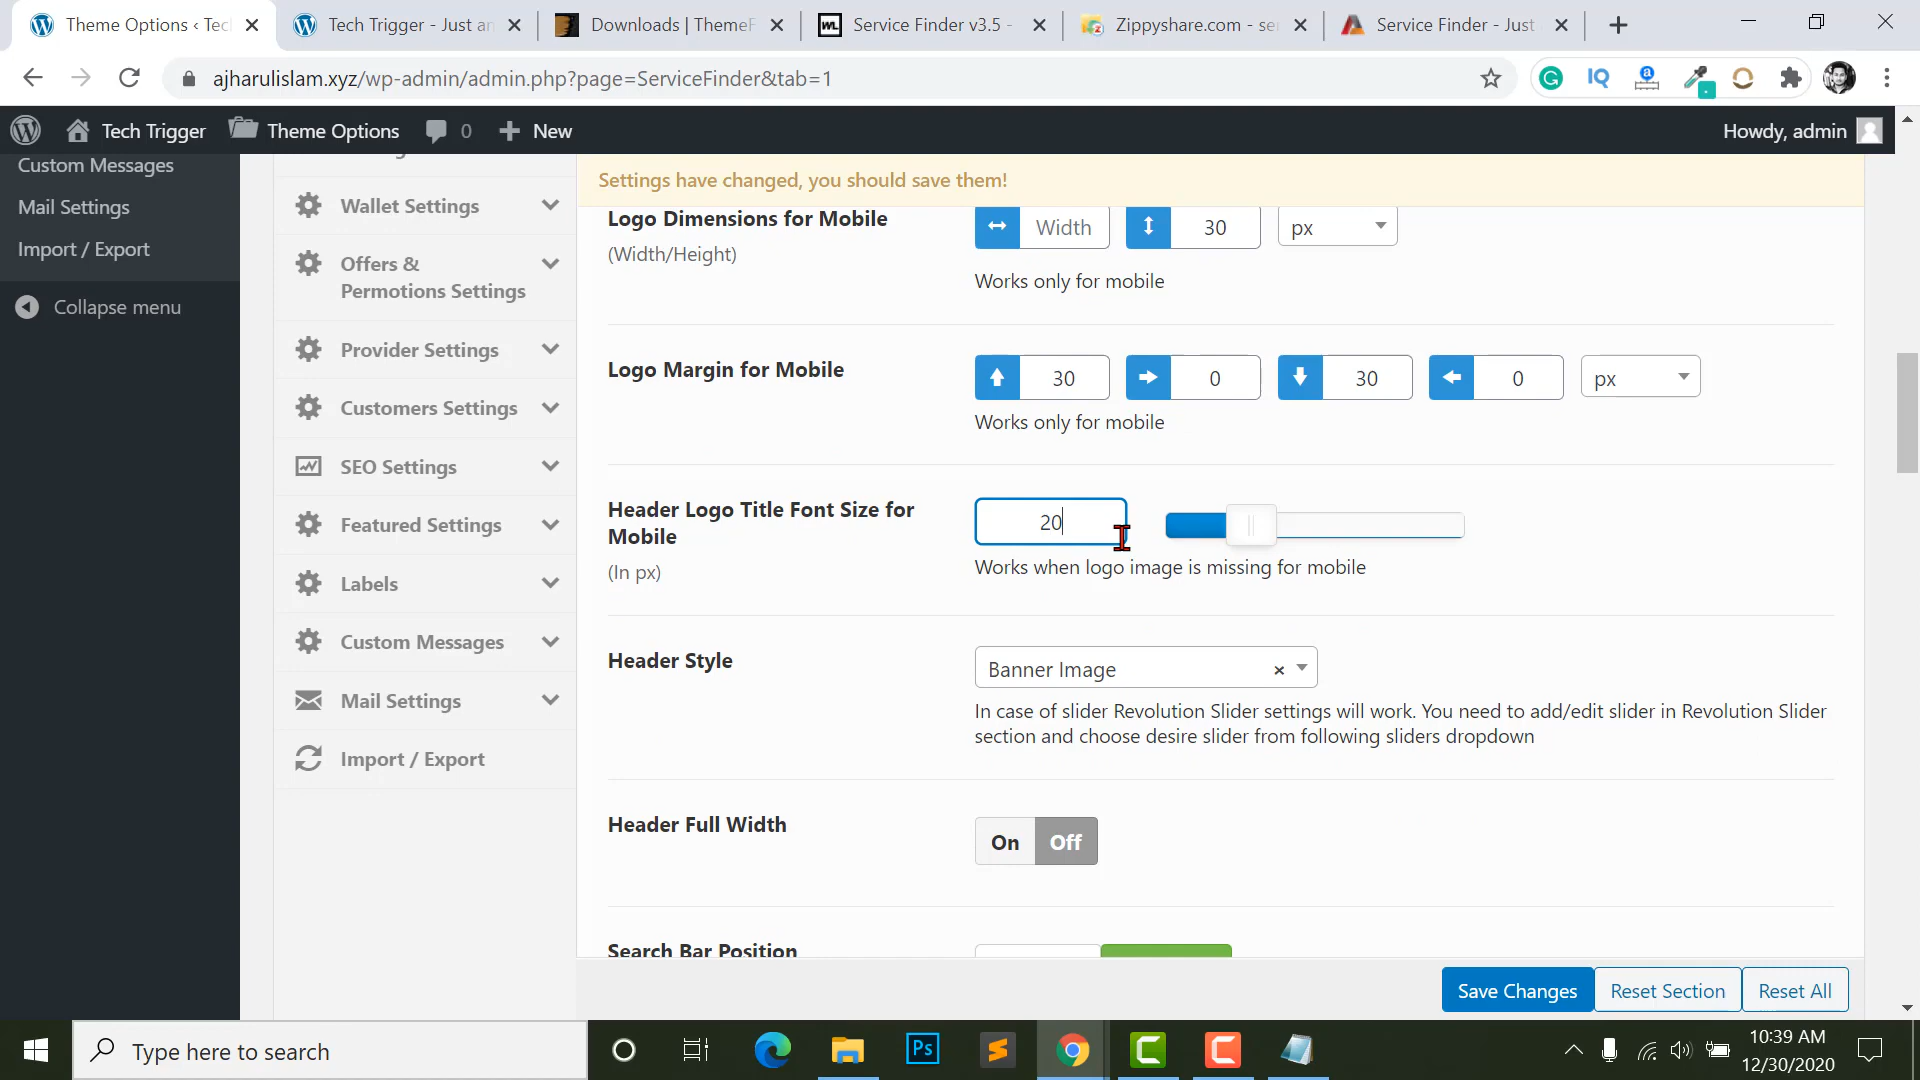 Theme Options ‹ Tec
Tech Trigger - Just an
Downloads | ThemeF
WL
Service Finder v3.5 -
Zippyshare.com - se
Service Finder - Just
ajharulislam.xyz/wp-admin/admin.php?page=ServiceFinder&tab=1
IQ
Tech Trigger
Theme Options
0
New
Howdy, admin
Custom Messages
Mail Settings
Import / Export
Collapse menu
Wallet Settings
Offers &
Permotions Settings
Provider Settings
Customers Settings
SEO Settings
Featured Settings
Labels
Custom Messages
Mail Settings
Import / Export
Settings have changed, you should save them!
Logo Dimensions for Mobile
(Width/Height)
Width
30
px
Works only for mobile
Logo Margin for Mobile
30
0
30
0
px
Works only for mobile
Header Logo Title Font Size for
Mobile
(In px)
20
Works when logo image is missing for mobile
Header Style
Banner Image
×
In case of slider Revolution Slider settings will work. You need to add/edit slider in Revolution Slider
section and choose desire slider from following sliders dropdown
Header Full Width
On
Off
Search Bar Position
Save Changes
Reset Section
Reset All
Type here to search
Ps
10:39 AM
12/30/2020